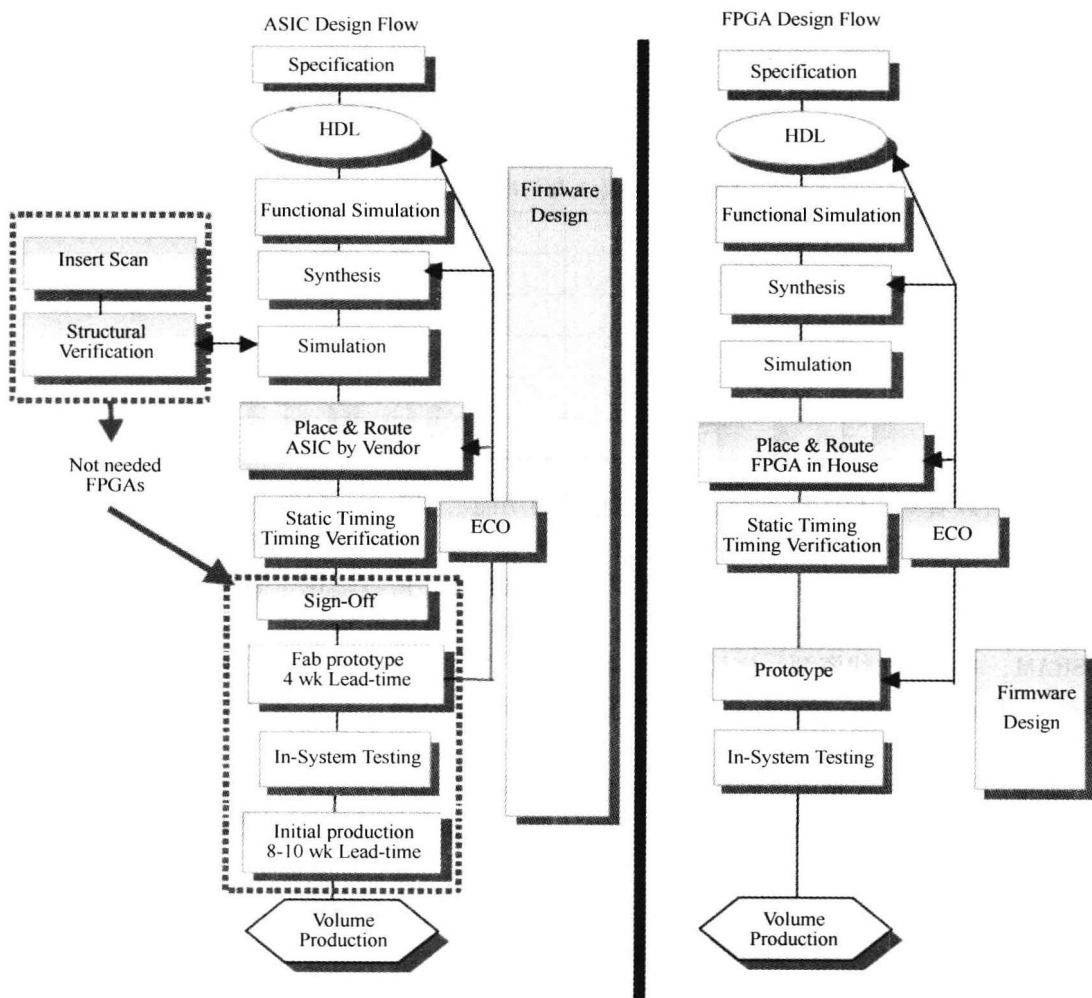 ASIC Design Flow
Specification
HDL
Functional Simulation
Synthesis
Simulation
Place & Route
ASIC by Vendor
Static Timing
Timing Verification
Sign-Off
Fab prototype
4 wk Lead-time
In-System Testing
Initial production
8-10 wk Lead-time
Volume
Production
Insert Scan
Structural
Verification
Not needed
FPGAs
ECO
Firmware
Design
FPGA Design Flow
Specification
HDL
Functional Simulation
Synthesis
Simulation
Place & Route
FPGA in House
Static Timing
Timing Verification
ECO
Prototype
In-System Testing
Firmware
Design
Volume
Production